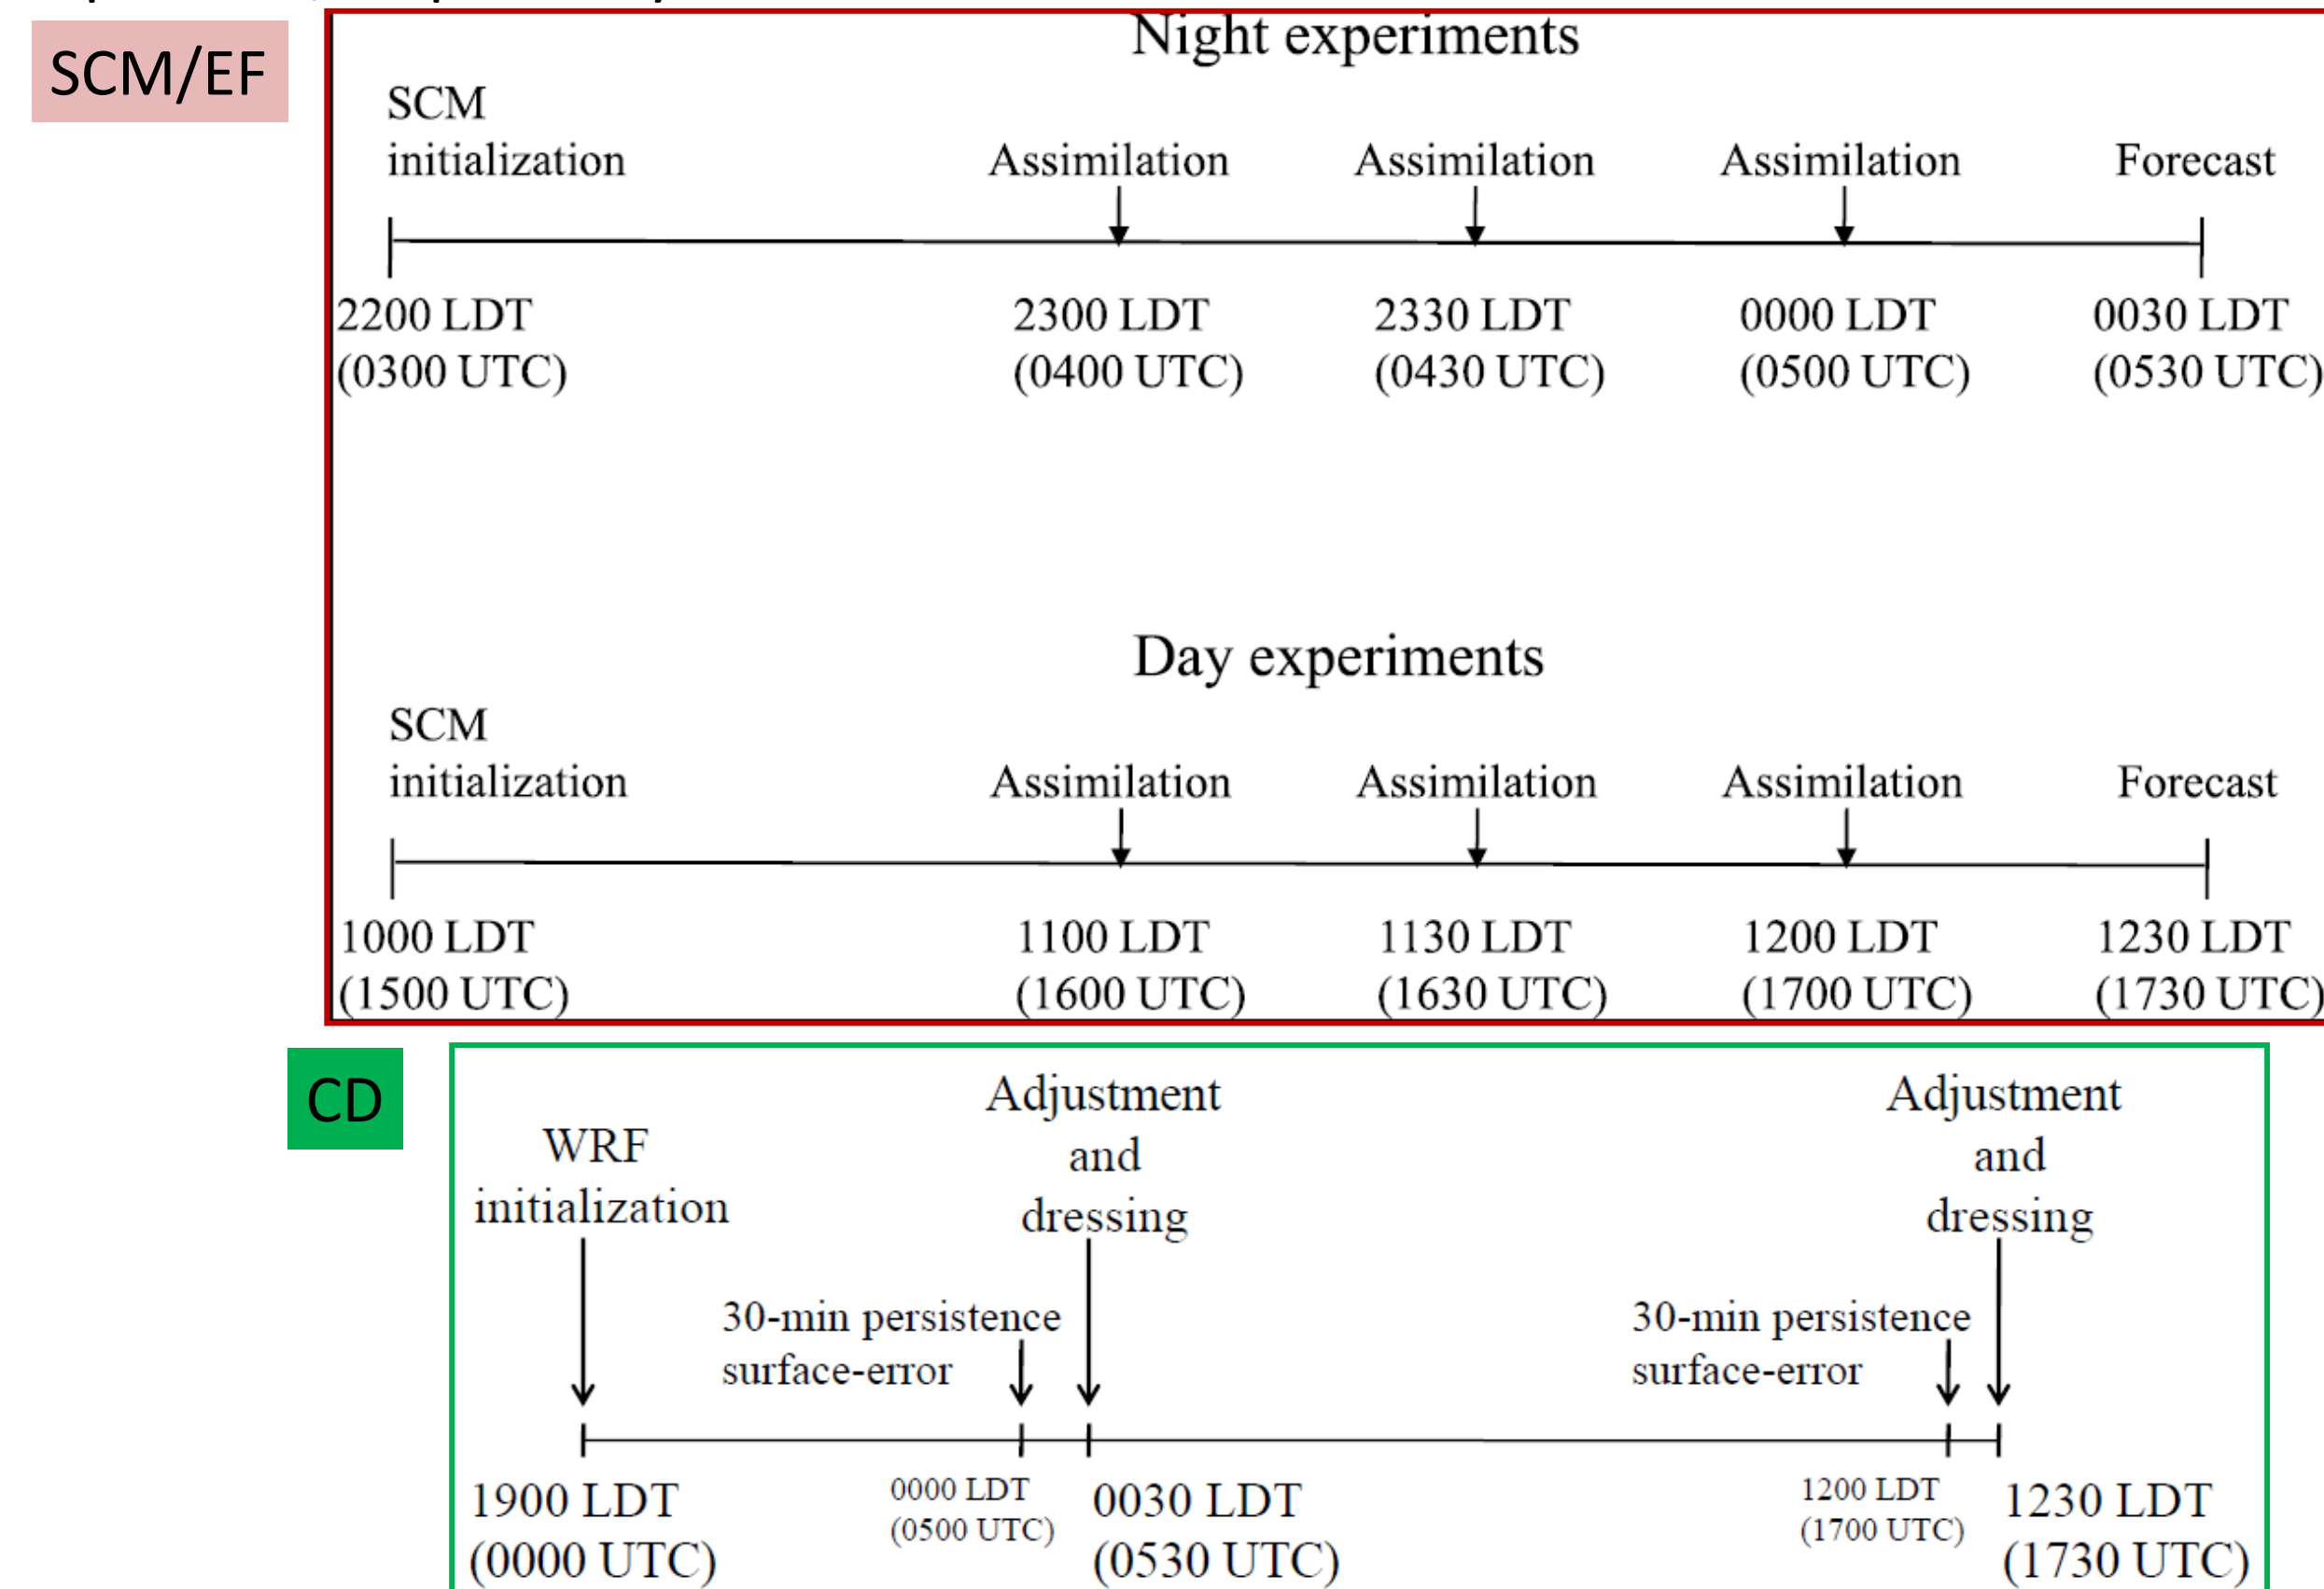 SCM/EF
Night experiments
SCM
initialization
Assimilation Assimilation Assimilation Forecast
2200 LDT 2300 LDT 2330 LDT 0000 LDT 0030 LDT
(0300 UTC) (0400 UTC) (0430 UTC) (0500 UTC) (0530 UTC)
Day experiments
SCM
initialization
Assimilation Assimilation Assimilation Forecast
1000 LDT 1100 LDT 1130 LDT 1200 LDT 1230 LDT
(1500 UTC) (1600 UTC) (1630 UTC) (1700 UTC) (1730 UTC)
CD
WRF
initialization
Adjustment
and
dressing
Adjustment
and
dressing
30-min persistence
surface-error
30-min persistence
surface-error
1900 LDT
(0000 UTC)
0000 LDT
(0500 UTC)
0030 LDT
(0530 UTC)
1200 LDT
(1700 UTC)
1230 LDT
(1730 UTC)